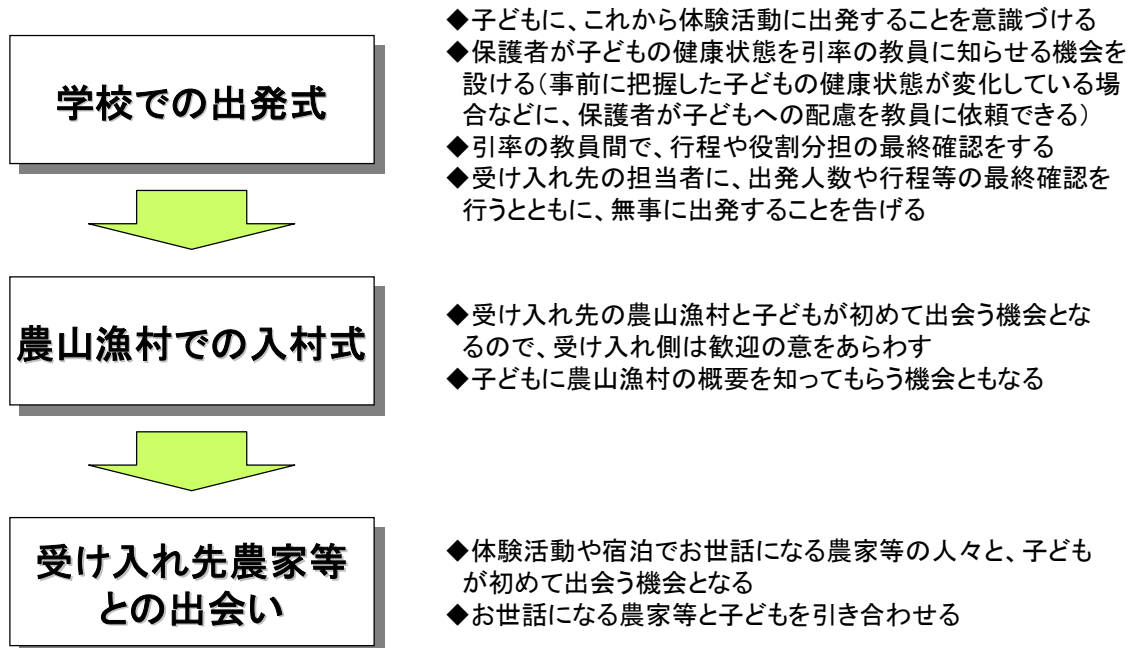 学校での出発式
◆子どもに、これから体験活動に出発することを意識づける
◆保護者が子どもの健康状態を引率の教員に知らせる機会を
設ける（事前に把握した子どもの健康状態が変化している場
合などに、保護者が子どもへの配慮を教員に依頼できる）
◆引率の教員間で、行程や役割分担の最終確認をする
◆受け入れ先の担当者に、出発人数や行程等の最終確認を
行うとともに、無事に出発することを告げる
農山漁村での入村式
◆受け入れ先の農山漁村と子どもが初めて出会う機会とな
るので、受け入れ側は歓迎の意をあらわす
◆子どもに農山漁村の概要を知ってもらう機会ともなる
受け入れ先農家等
との出会い
◆体験活動や宿泊でお世話になる農家等の人々と、子ども
が初めて出会う機会となる
◆お世話になる農家等と子どもを引き合わせる